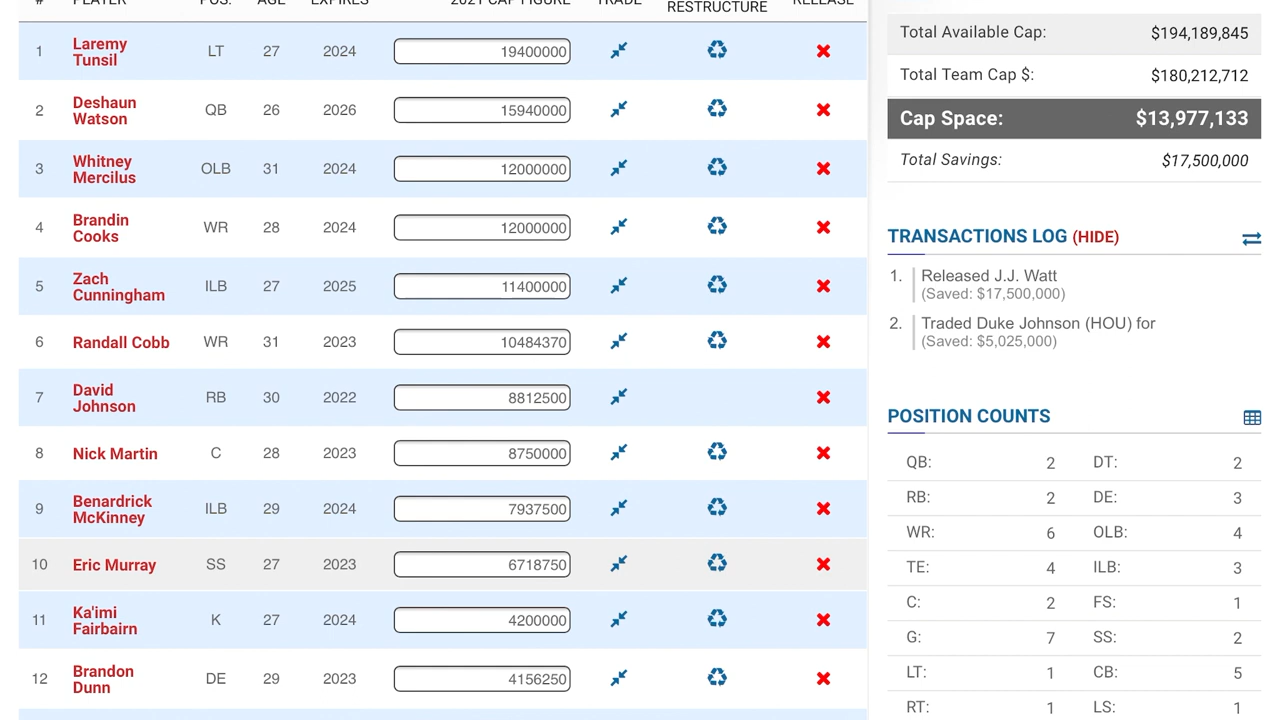 # PLAYER POS. AGE EXPIRES 2021 CAP FIGURE TRADE RESTRUCTURE RELEASE
1 Laremy Tunsil LT 27 2024 19400000
2 Deshaun Watson QB 26 2026 15940000
3 Whitney Mercilus OLB 31 2024 12000000
4 Brandin Cooks WR 28 2024 12000000
5 Zach Cunningham ILB 27 2025 11400000
6 Randall Cobb WR 31 2023 10484370
7 David Johnson RB 30 2022 8812500
8 Nick Martin C 28 2023 8750000
9 Benardrick McKinney ILB 29 2024 7937500
10 Eric Murray SS 27 2023 6718750
11 Ka'imi Fairbairn K 27 2024 4200000
12 Brandon Dunn DE 29 2023 4156250
Total Available Cap: $194,189,845
Total Team Cap $: $180,212,712
Cap Space: $13,977,133
Total Savings: $17,500,000
TRANSACTIONS LOG (HIDE)
1. Released J.J. Watt
(Saved: $17,500,000)
2. Traded Duke Johnson (HOU) for
(Saved: $5,025,000)
POSITION COUNTS
QB: 2 DT: 2
RB: 2 DE: 3
WR: 6 OLB: 4
TE: 4 ILB: 3
C: 2 FS: 1
G: 7 SS: 2
LT: 1 CB: 5
RT: 1 LS: 1